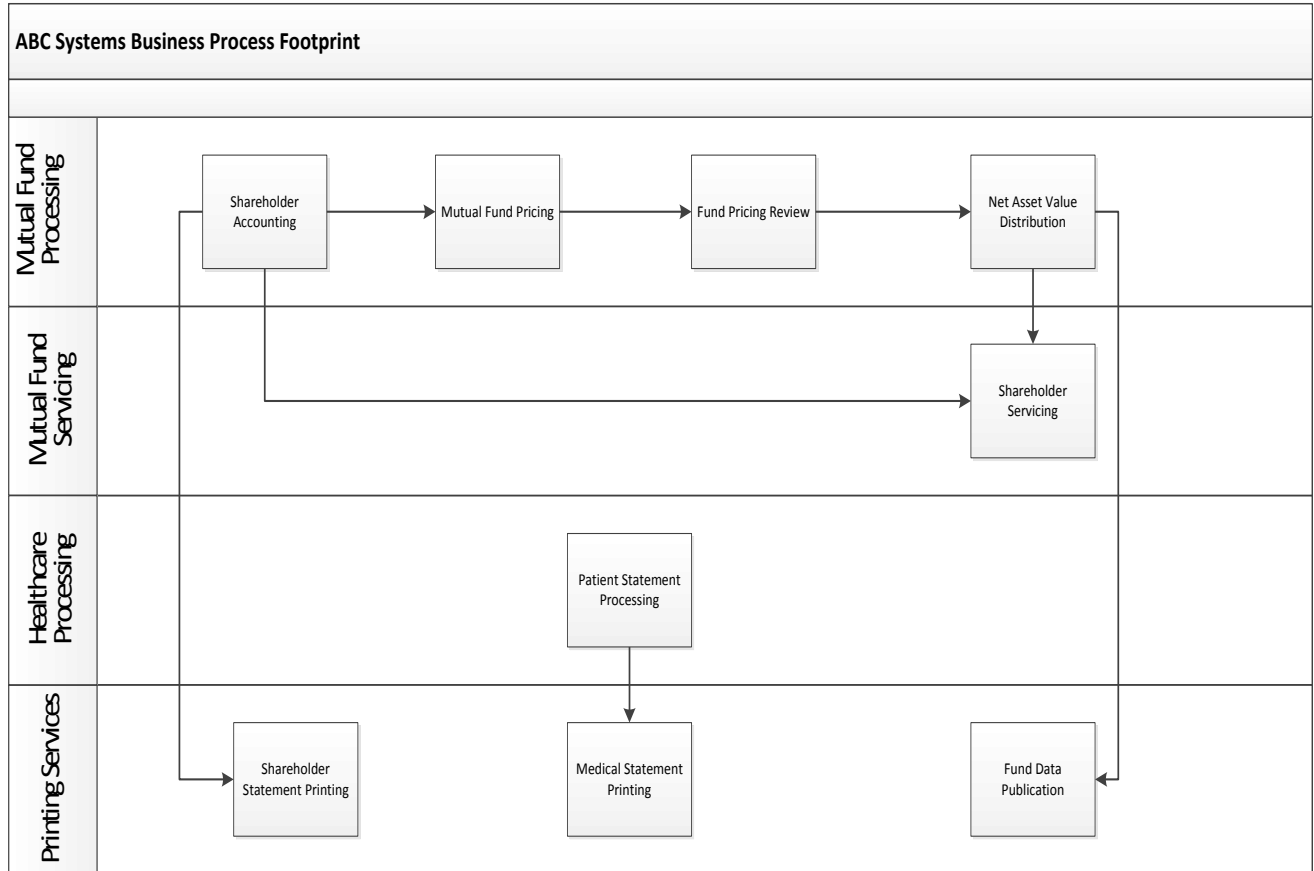 ABC Systems Business Process Footprint
Mutual Fund
Processing
Shareholder
Accounting
Mutual Fund Pricing
Fund Pricing Review
Net Asset Value
Distribution
Mutual Fund
Servicing
Shareholder
Servicing
Healthcare
Processing
Patient Statement
Processing
Printing Services
Shareholder
Statement Printing
Medical Statement
Printing
Fund Data
Publication